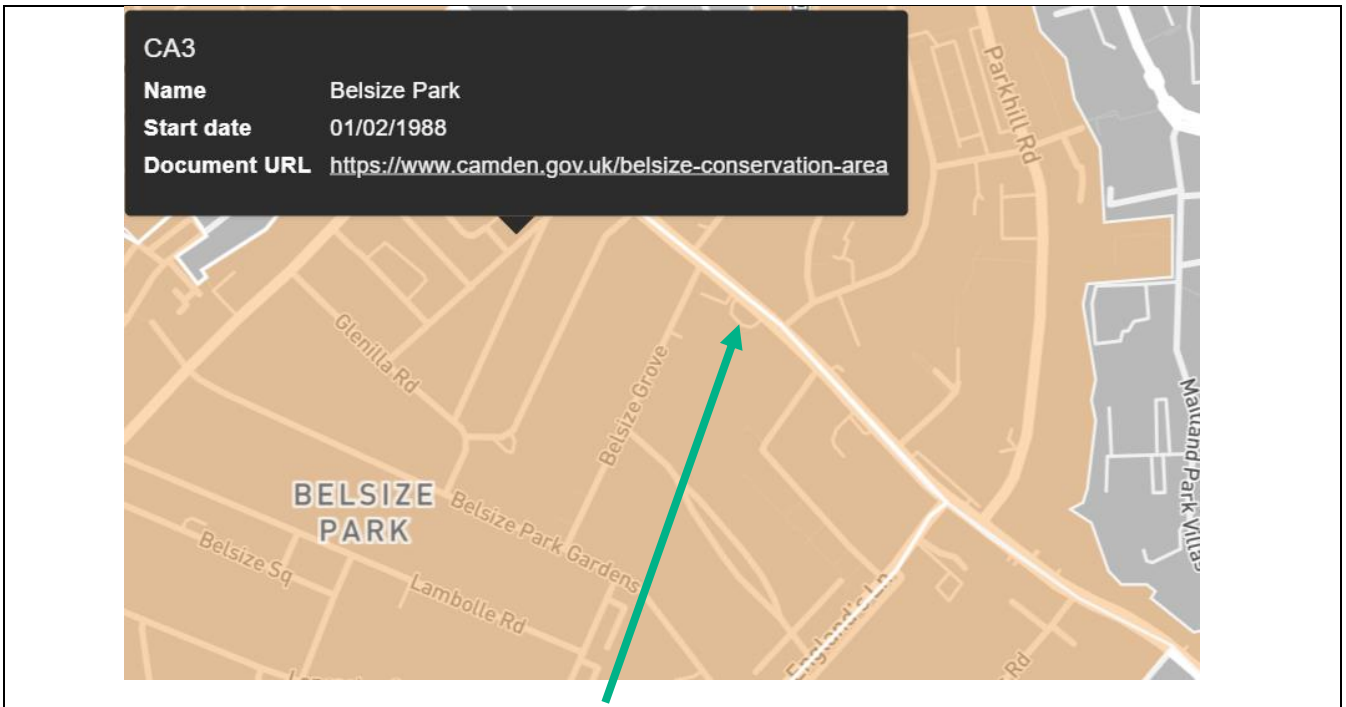 CA3
Name Belsize Park
Start date 01/02/1988
Document URL https://www.camden.gov.uk/belsize-conservation-area
Parkhill Rd
Glenilla Rd
Belsize Grove
Maitland Park Villas
BELSIZE
PARK
Belsize Park Gardens
Belsize Sq
Lambolle Rd
England's Ln
Rd